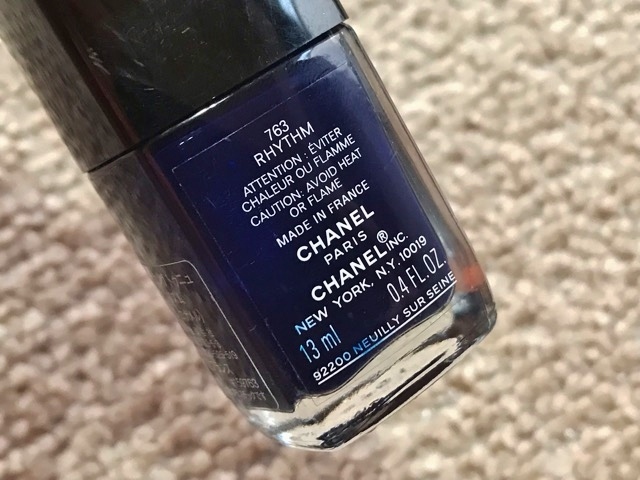 763
RHYTHM
ATTENTION : ÉVITER
CHALEUR OU FLAMME
CAUTION: AVOID HEAT
OR FLAME
MADE IN FRANCE
CHANEL
PARIS
CHANEL® INC.
NEW YORK, N.Y. 10019
13 ml 0.4 FL. OZ.
92200 NEUILLY SUR SEINE